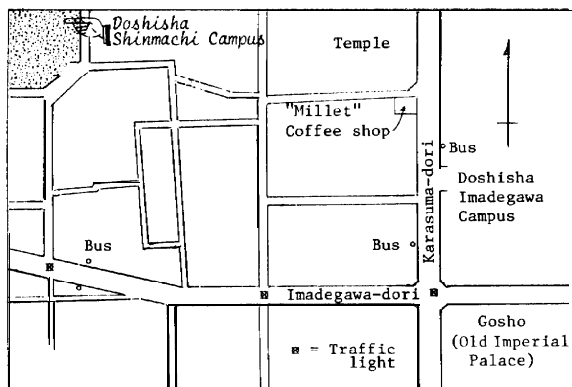 Doshisha
Shinmachi Campus
Temple
"Millet"
Coffee shop
Karasuma-dori
Bus
Doshisha
Imadegawa
Campus
Bus
Bus
Imadegawa-dori
Gosho
(Old Imperial
Palace)
= Traffic
light